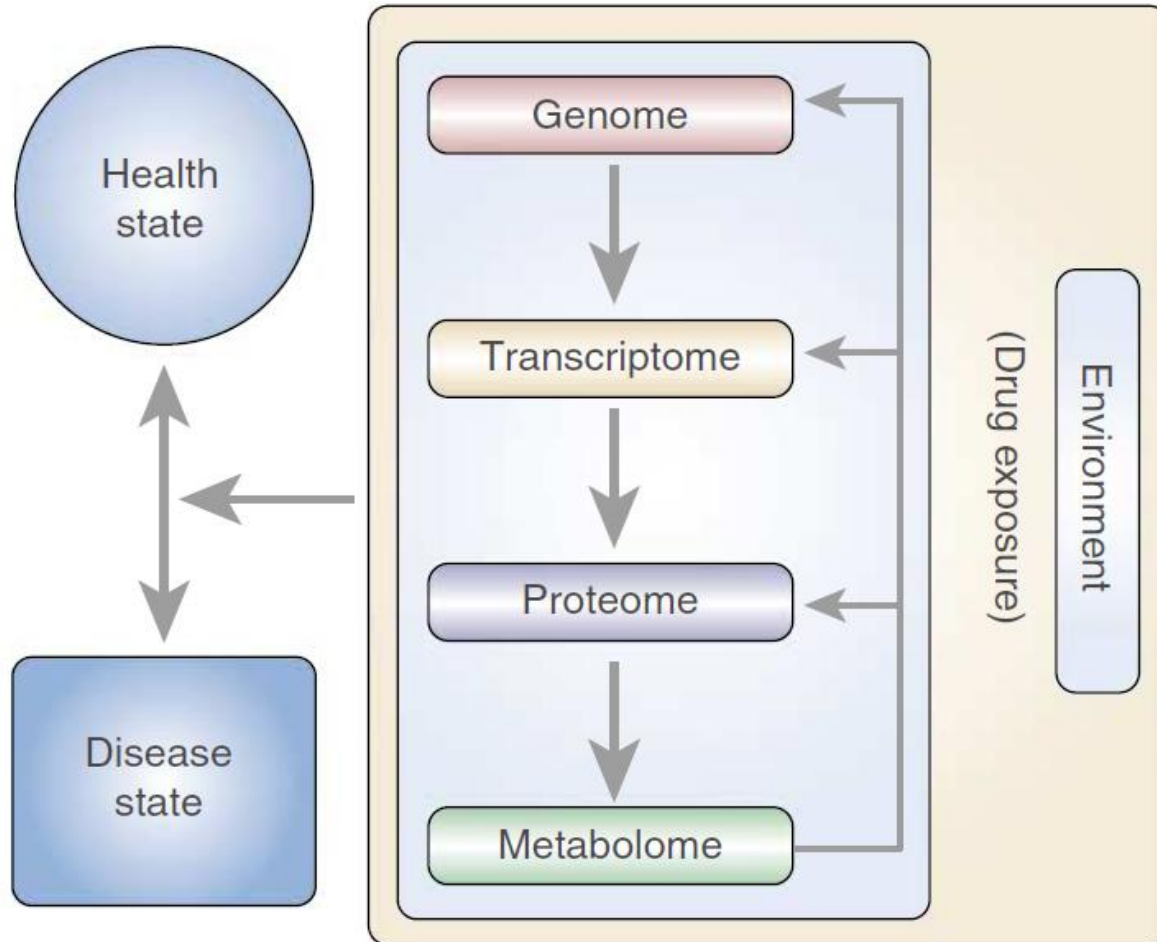 Health
state
Disease
state
Genome
Transcriptome
Proteome
Metabolome
(Drug exposure)
Environment